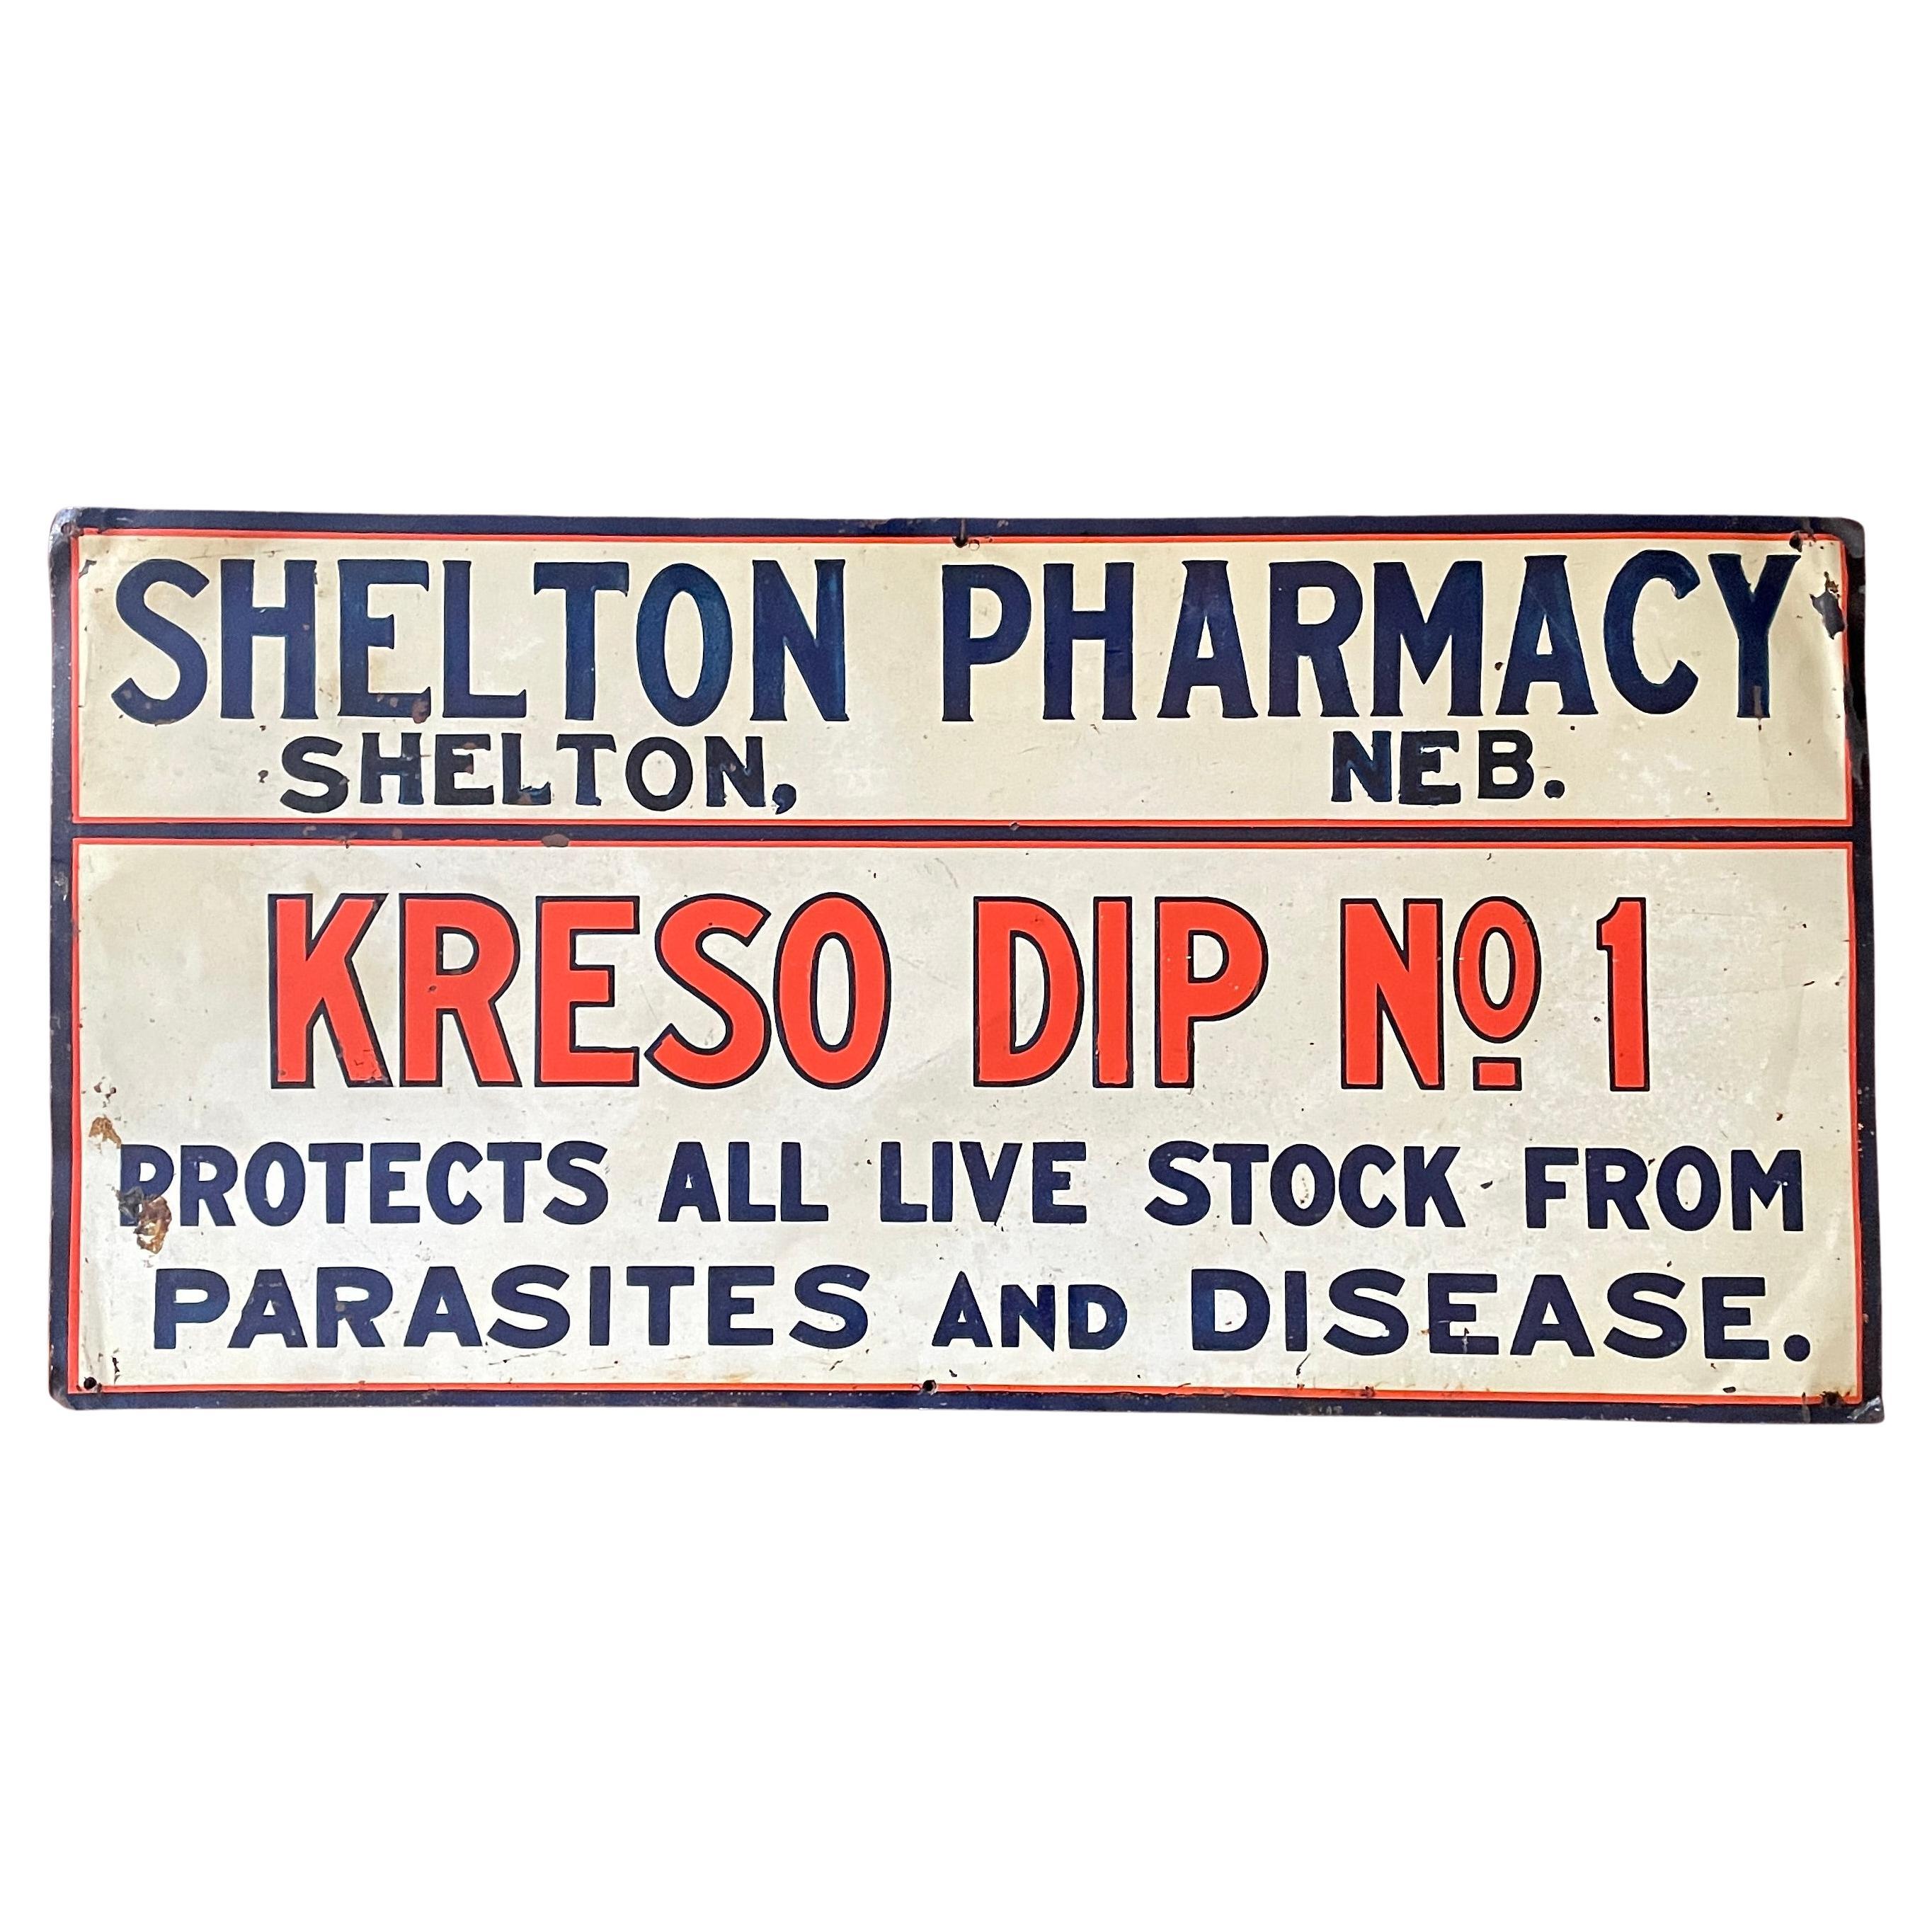 SHELTON PHARMACY
SHELTON, NEB.
KRESO DIP Nº 1
PROTECTS ALL LIVE STOCK FROM
PARASITES AND DISEASE.